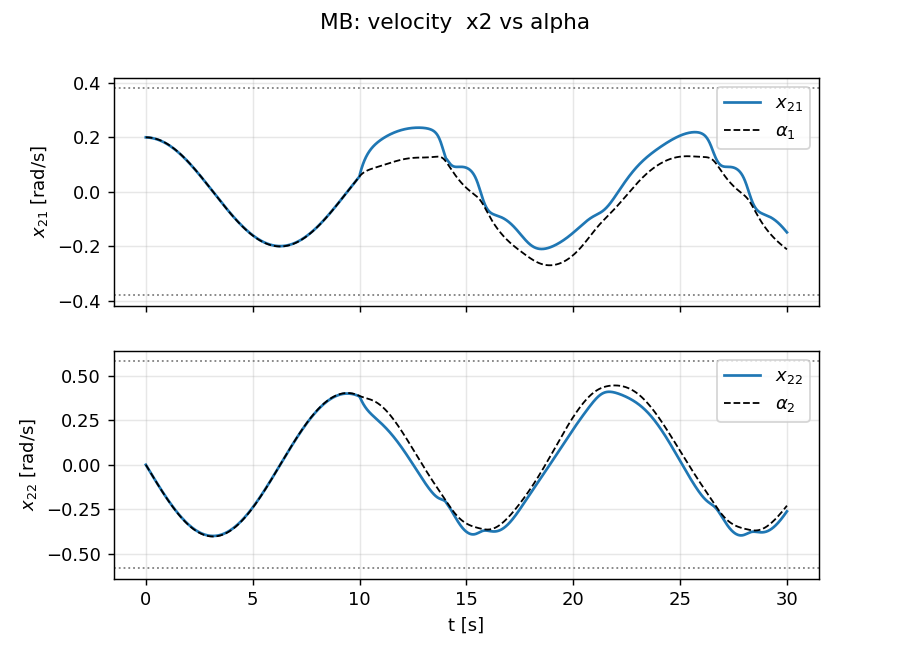 MB: velocity  x2 vs alpha
0.4
0.2
0.0
−0.2
−0.4
x₂₁ [rad/s]
x₂₁
α₁
0.50
0.25
0.00
−0.25
−0.50
x₂₂ [rad/s]
x₂₂
α₂
0 5 10 15 20 25 30
t [s]